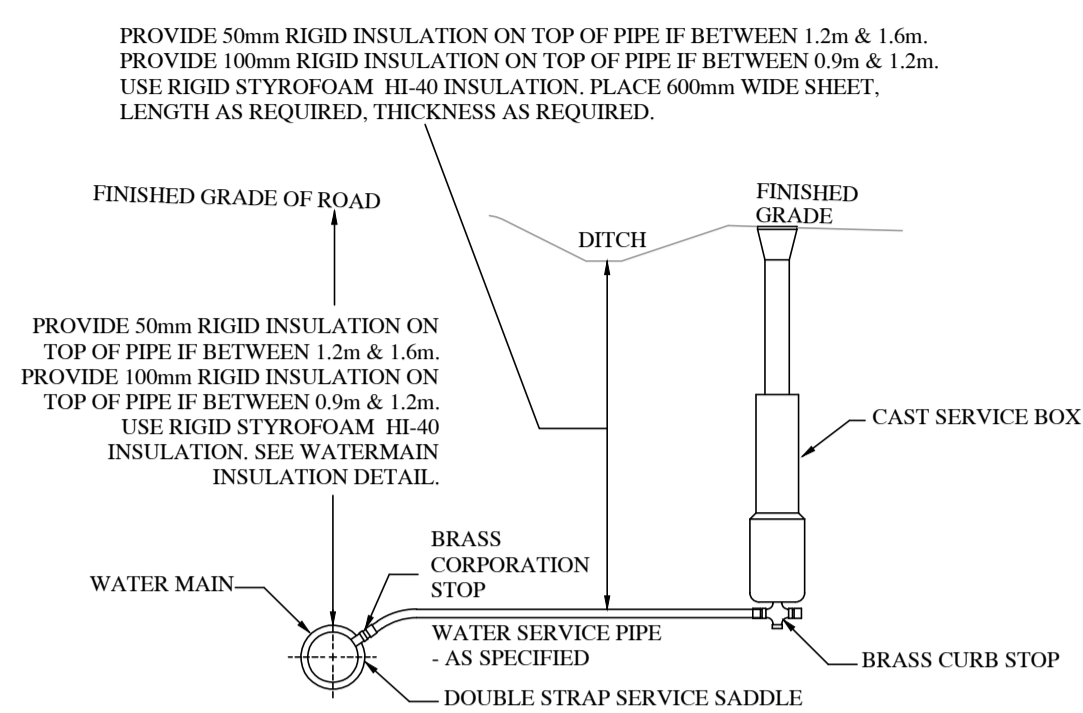 PROVIDE 50mm RIGID INSULATION ON TOP OF PIPE IF BETWEEN 1.2m & 1.6m.
PROVIDE 100mm RIGID INSULATION ON TOP OF PIPE IF BETWEEN 0.9m & 1.2m.
USE RIGID STYROFOAM HI-40 INSULATION. PLACE 600mm WIDE SHEET,
LENGTH AS REQUIRED, THICKNESS AS REQUIRED.
FINISHED GRADE OF ROAD
FINISHED
GRADE
DITCH
PROVIDE 50mm RIGID INSULATION ON
TOP OF PIPE IF BETWEEN 1.2m & 1.6m.
PROVIDE 100mm RIGID INSULATION ON
TOP OF PIPE IF BETWEEN 0.9m & 1.2m.
USE RIGID STYROFOAM HI-40
INSULATION. SEE WATERMAIN
INSULATION DETAIL.
CAST SERVICE BOX
BRASS
CORPORATION
STOP
WATER MAIN
WATER SERVICE PIPE
- AS SPECIFIED
BRASS CURB STOP
DOUBLE STRAP SERVICE SADDLE